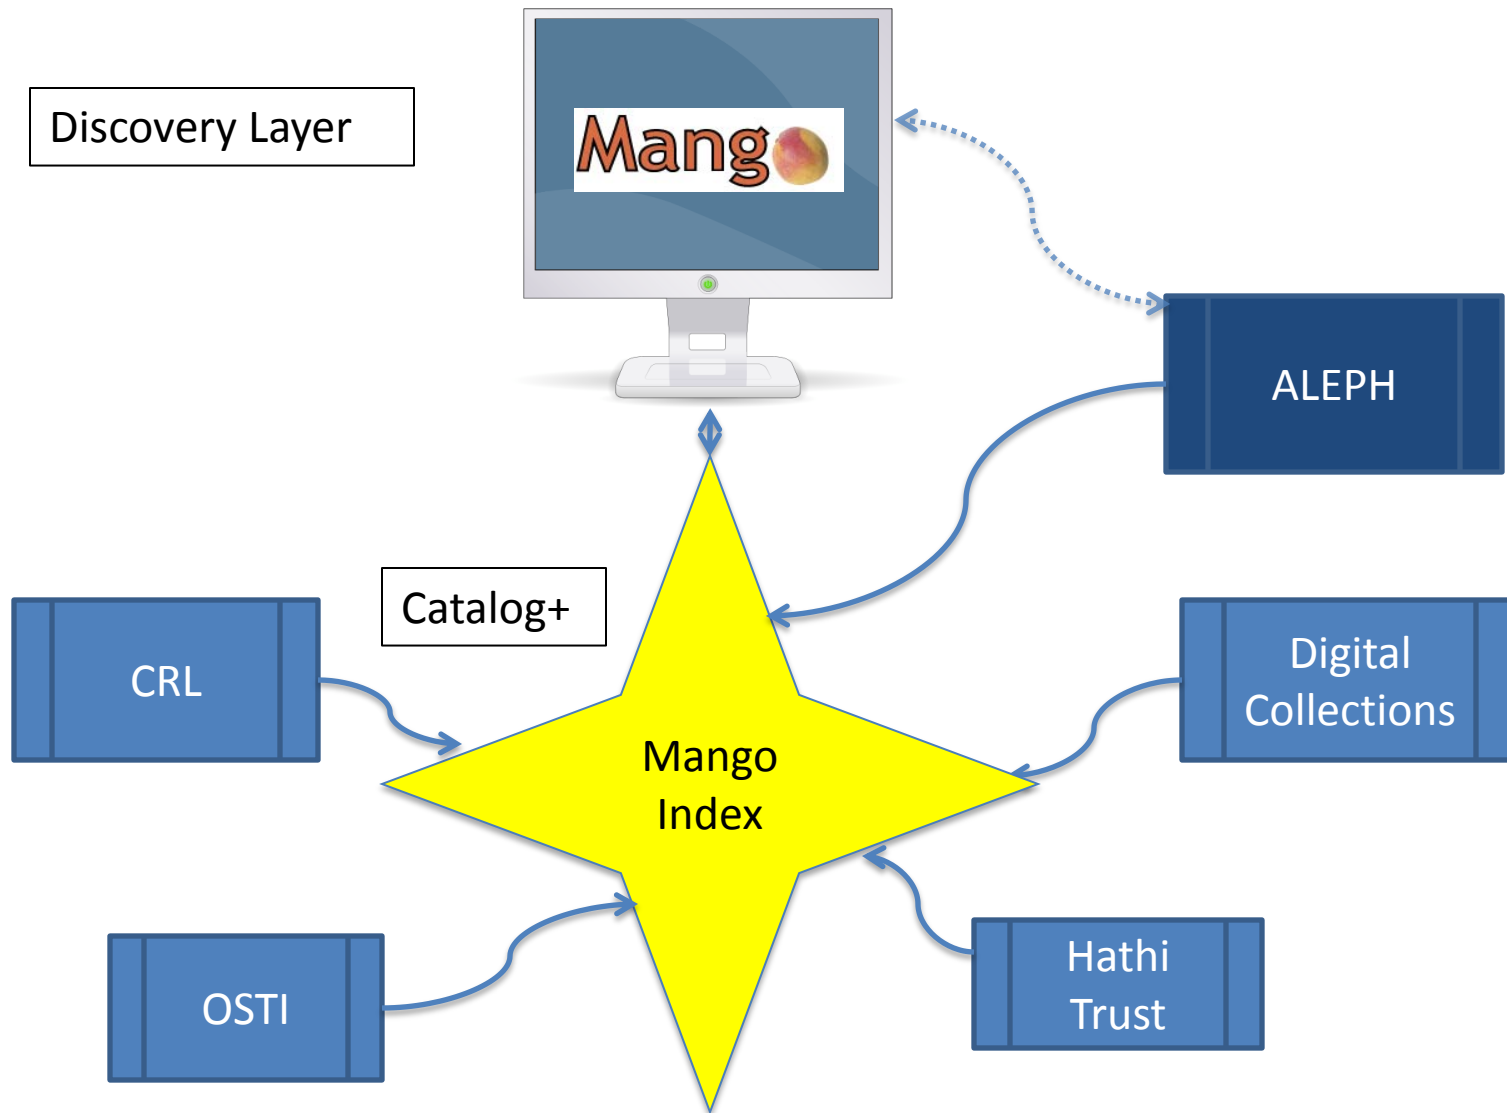 Discovery Layer
Mango
ALEPH
Catalog+
CRL
Digital
Collections
Mango
Index
OSTI
Hathi
Trust